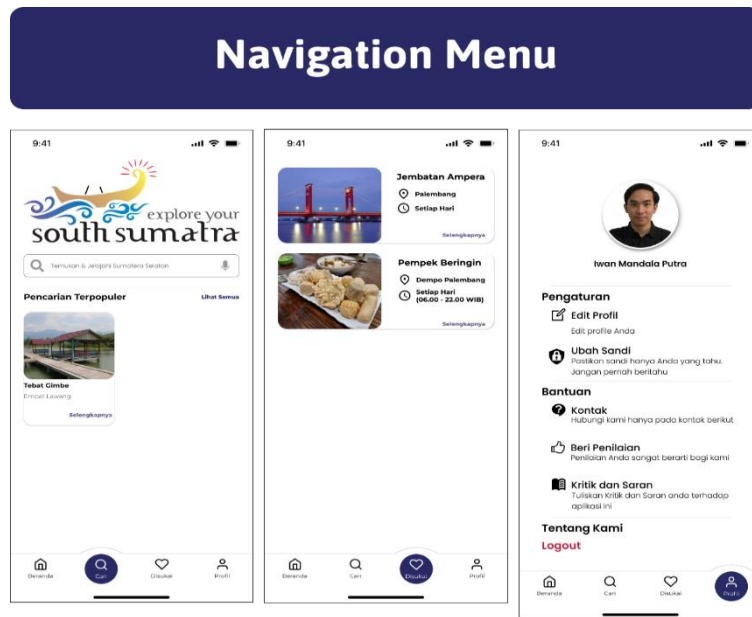 Navigation Menu
9:41
explore your
south sumatra
Temukan & Jelajahi Sumatera Selatan
Pencarian Terpopuler
Lihat Semua
Tebat Gimbe
Empat Lawang
Selengkapnya
Beranda
Cari
Disukai
Profil
9:41
Jembatan Ampera
Palembang
Setiap Hari
Selengkapnya
Pempek Beringin
Dempo Palembang
Setiap Hari
(06.00 - 22.00 WIB)
Selengkapnya
Beranda
Cari
Disukai
Profil
9:41
Iwan Mandala Putra
Pengaturan
Edit Profil
Edit profile Anda
Ubah Sandi
Pastikan sandi hanya Anda yang tahu.
Jangan pernah beritahu
Bantuan
Kontak
Hubungi kami hanya pada kontak berikut
Beri Penilaian
Penilaian Anda sangat berarti bagi kami
Kritik dan Saran
Tuliskan Kritik dan Saran anda terhadap
aplikasi ini
Tentang Kami
Logout
Beranda
Cari
Disukai
Profil